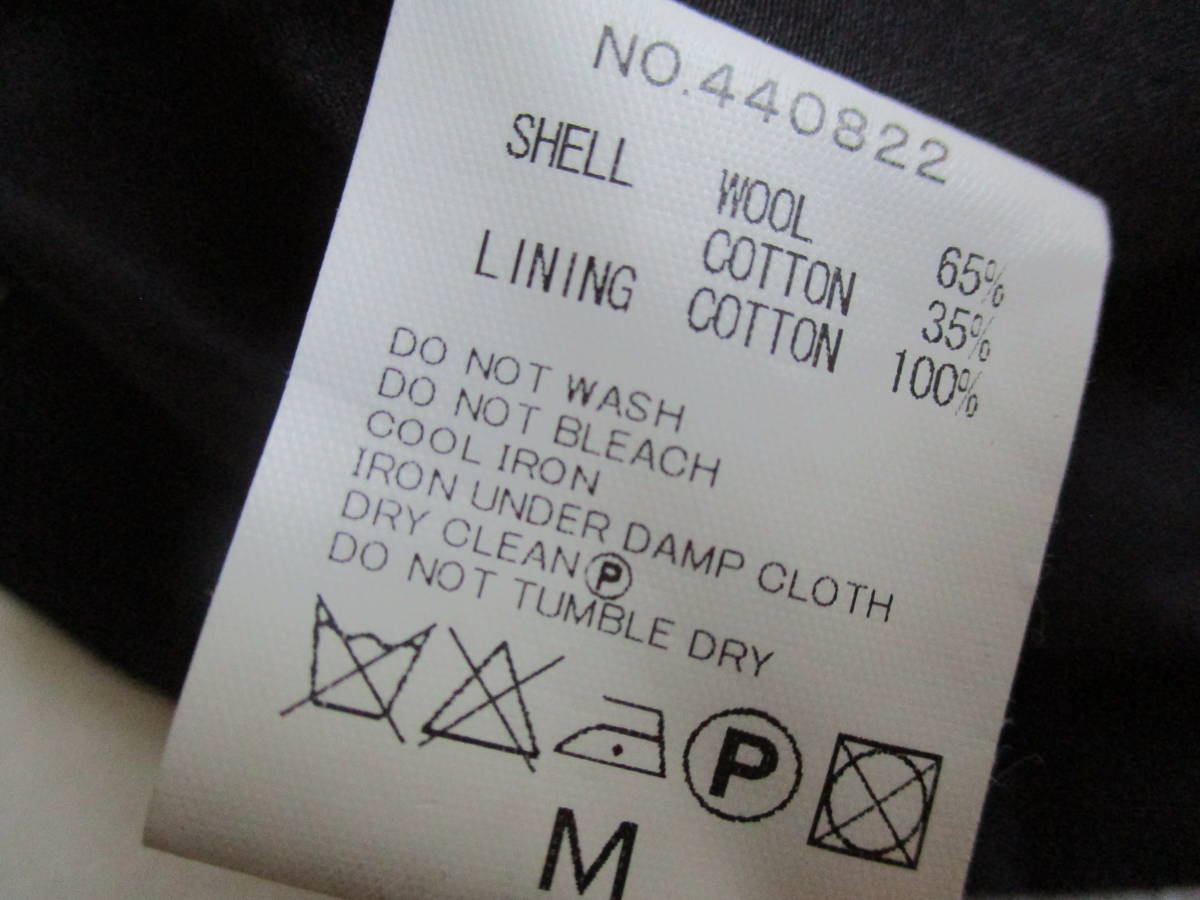 NO.440822
SHELL WOOL 65%
COTTON 35%
LINING COTTON 100%
DO NOT WASH
DO NOT BLEACH
COOL IRON
IRON UNDER DAMP CLOTH
DRY CLEAN Ⓟ
DO NOT TUMBLE DRY
P
M